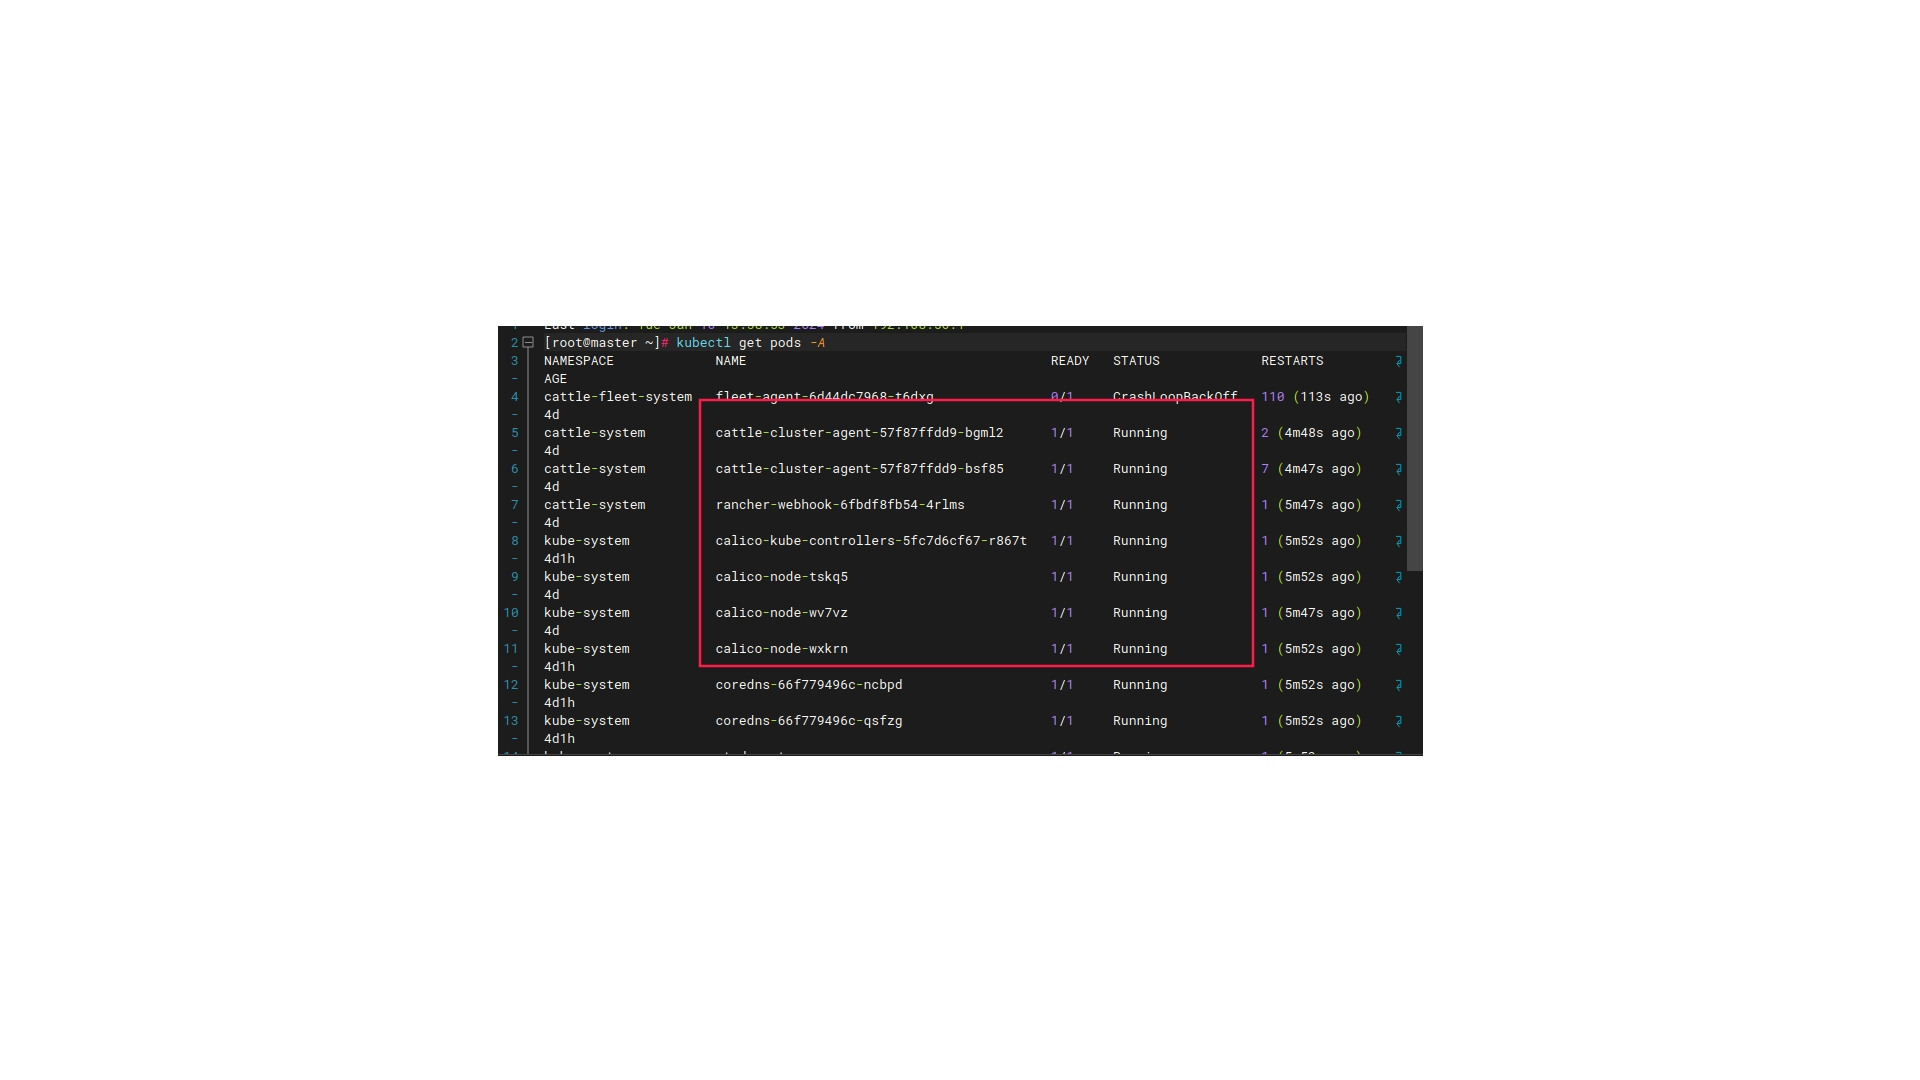 2 [root@master ~]# kubectl get pods -A
3 NAMESPACE NAME READY STATUS RESTARTS
- AGE
4 cattle-fleet-system fleet-agent-6d44dc7968-t6dxg 0/1 CrashLoopBackOff 110 (113s ago)
- 4d
5 cattle-system cattle-cluster-agent-57f87ffdd9-bgml2 1/1 Running 2 (4m48s ago)
- 4d
6 cattle-system cattle-cluster-agent-57f87ffdd9-bsf85 1/1 Running 7 (4m47s ago)
- 4d
7 cattle-system rancher-webhook-6fbdf8fb54-4rlms 1/1 Running 1 (5m47s ago)
- 4d
8 kube-system calico-kube-controllers-5fc7d6cf67-r867t 1/1 Running 1 (5m52s ago)
- 4d1h
9 kube-system calico-node-tskq5 1/1 Running 1 (5m52s ago)
- 4d
10 kube-system calico-node-wv7vz 1/1 Running 1 (5m47s ago)
- 4d
11 kube-system calico-node-wxkrn 1/1 Running 1 (5m52s ago)
- 4d1h
12 kube-system coredns-66f779496c-ncbpd 1/1 Running 1 (5m52s ago)
- 4d1h
13 kube-system coredns-66f779496c-qsfzg 1/1 Running 1 (5m52s ago)
- 4d1h